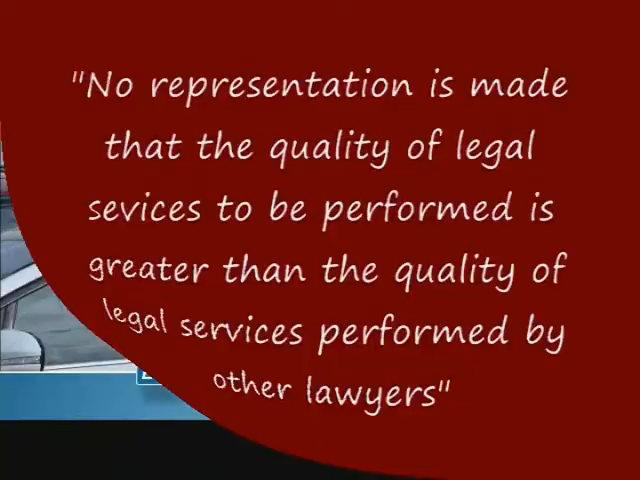 "No representation is made
that the quality of legal
sevices to be performed is
greater than the quality of
legal services performed by
other lawyers"